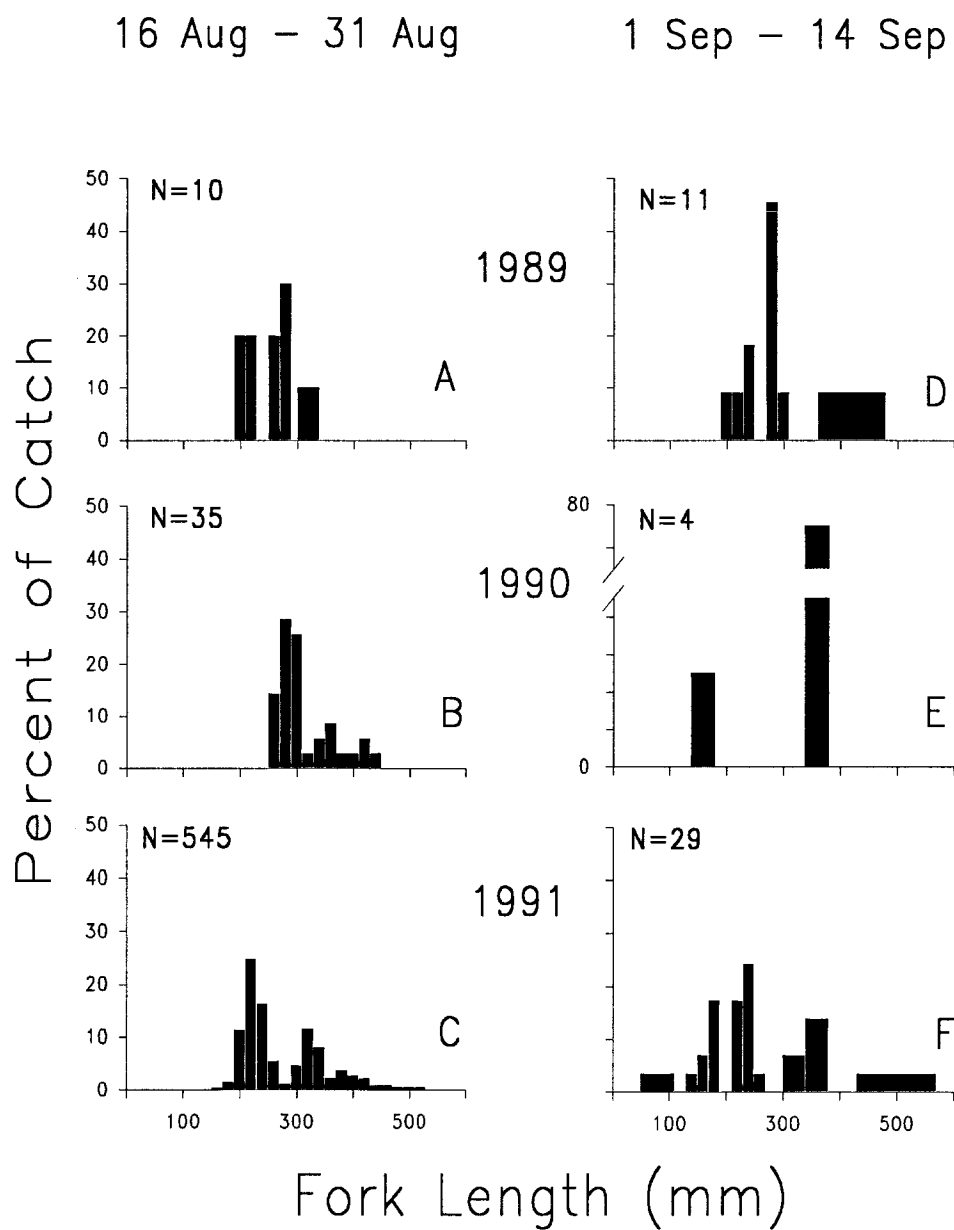 16 Aug - 31 Aug
1 Sep - 14 Sep
Percent of Catch
50
40
30
20
10
0
N=10
A
1989
N=11
D
50
40
30
20
10
0
N=35
B
1990
80
0
N=4
E
50
40
30
20
10
0
N=545
C
1991
N=29
F
100
300
500
100
300
500
Fork Length (mm)